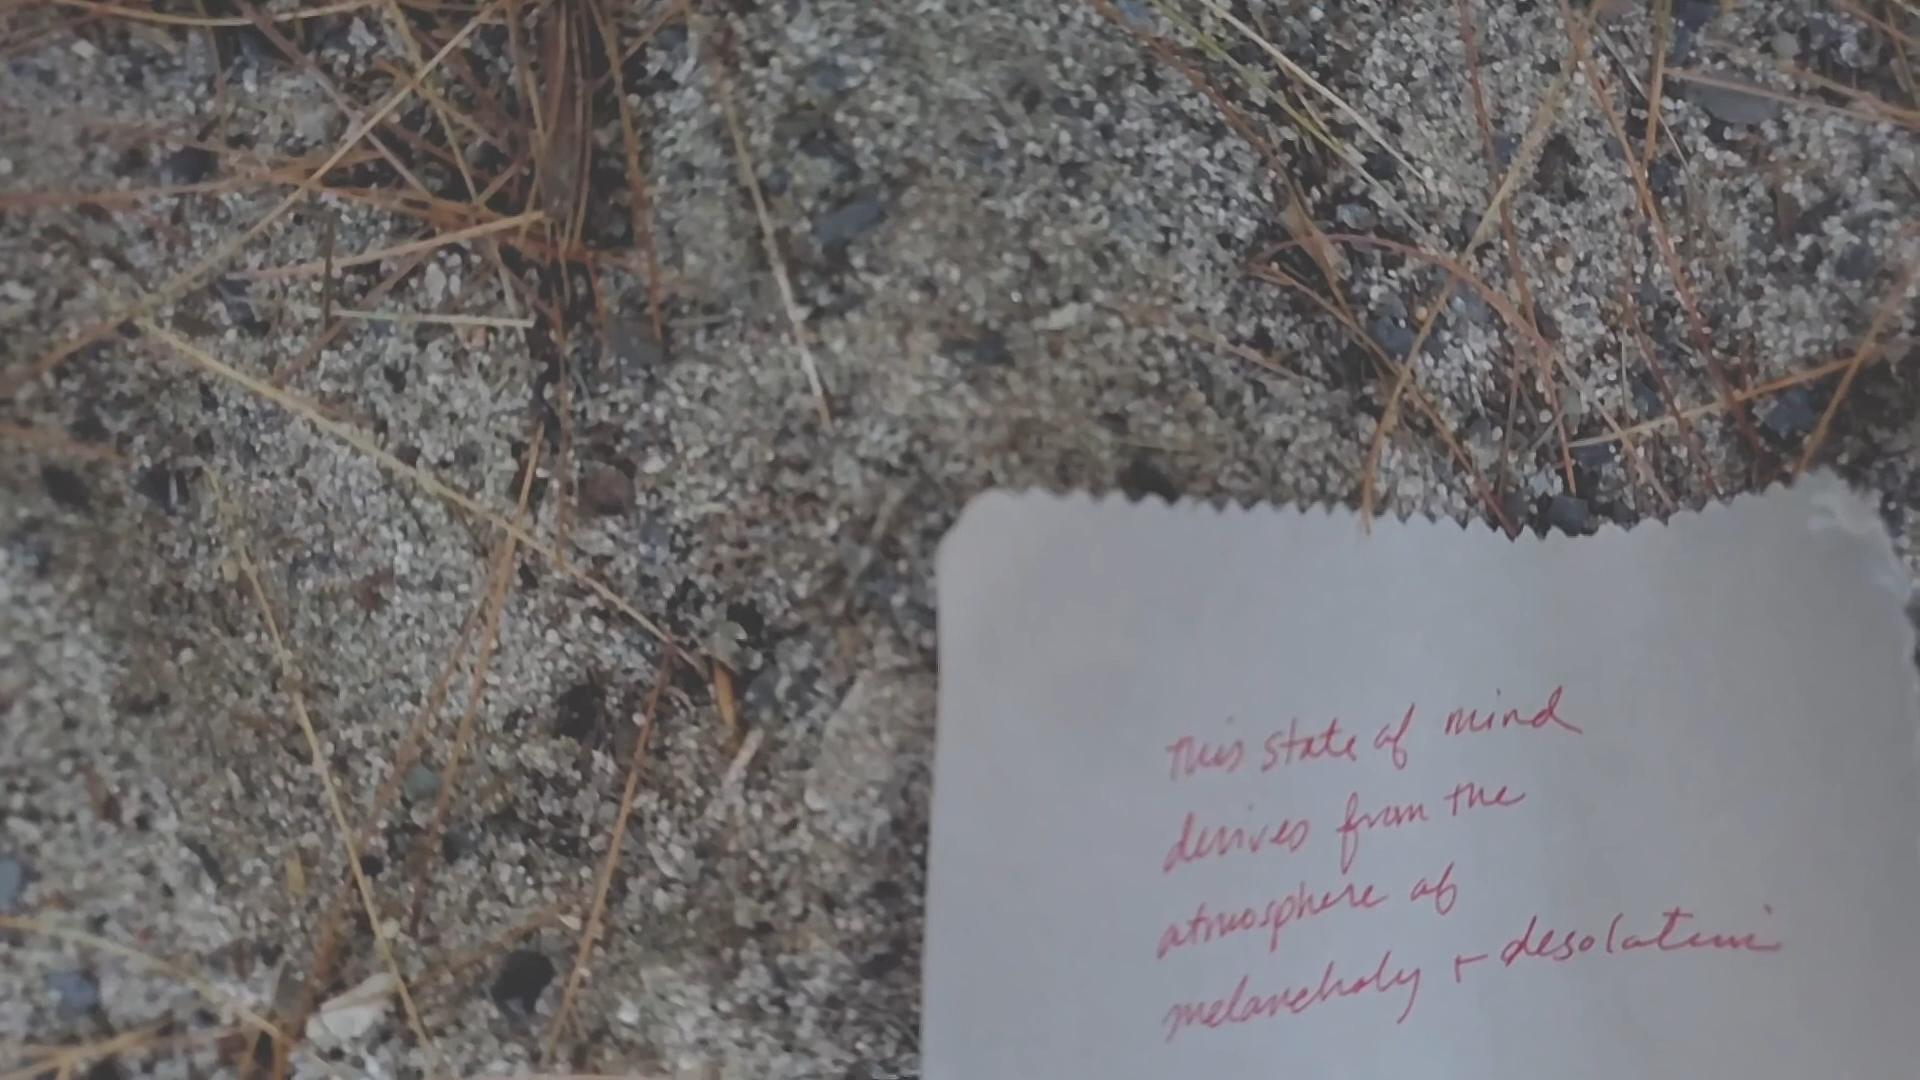 This state of mind
derives from the
atmosphere of
melancholy + desolation